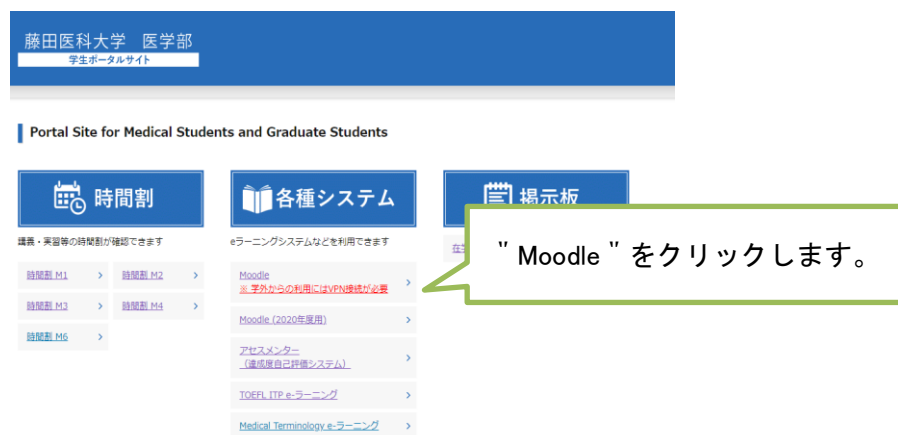 藤田医科大学 医学部
学生ポータルサイト
Portal Site for Medical Students and Graduate Students
時間割
各種システム
掲示板
講義・実習等の時間割が確認できます
eラーニングシステムなどを利用できます
時間割 M1
時間割 M2
時間割 M3
時間割 M4
時間割 M6
Moodle
※ 学外からの利用にはVPN接続が必要
Moodle (2020年度用)
アセスメンター
（達成度自己評価システム）
TOEFL ITP e-ラーニング
Medical Terminology e-ラーニング
" Moodle " をクリックします。